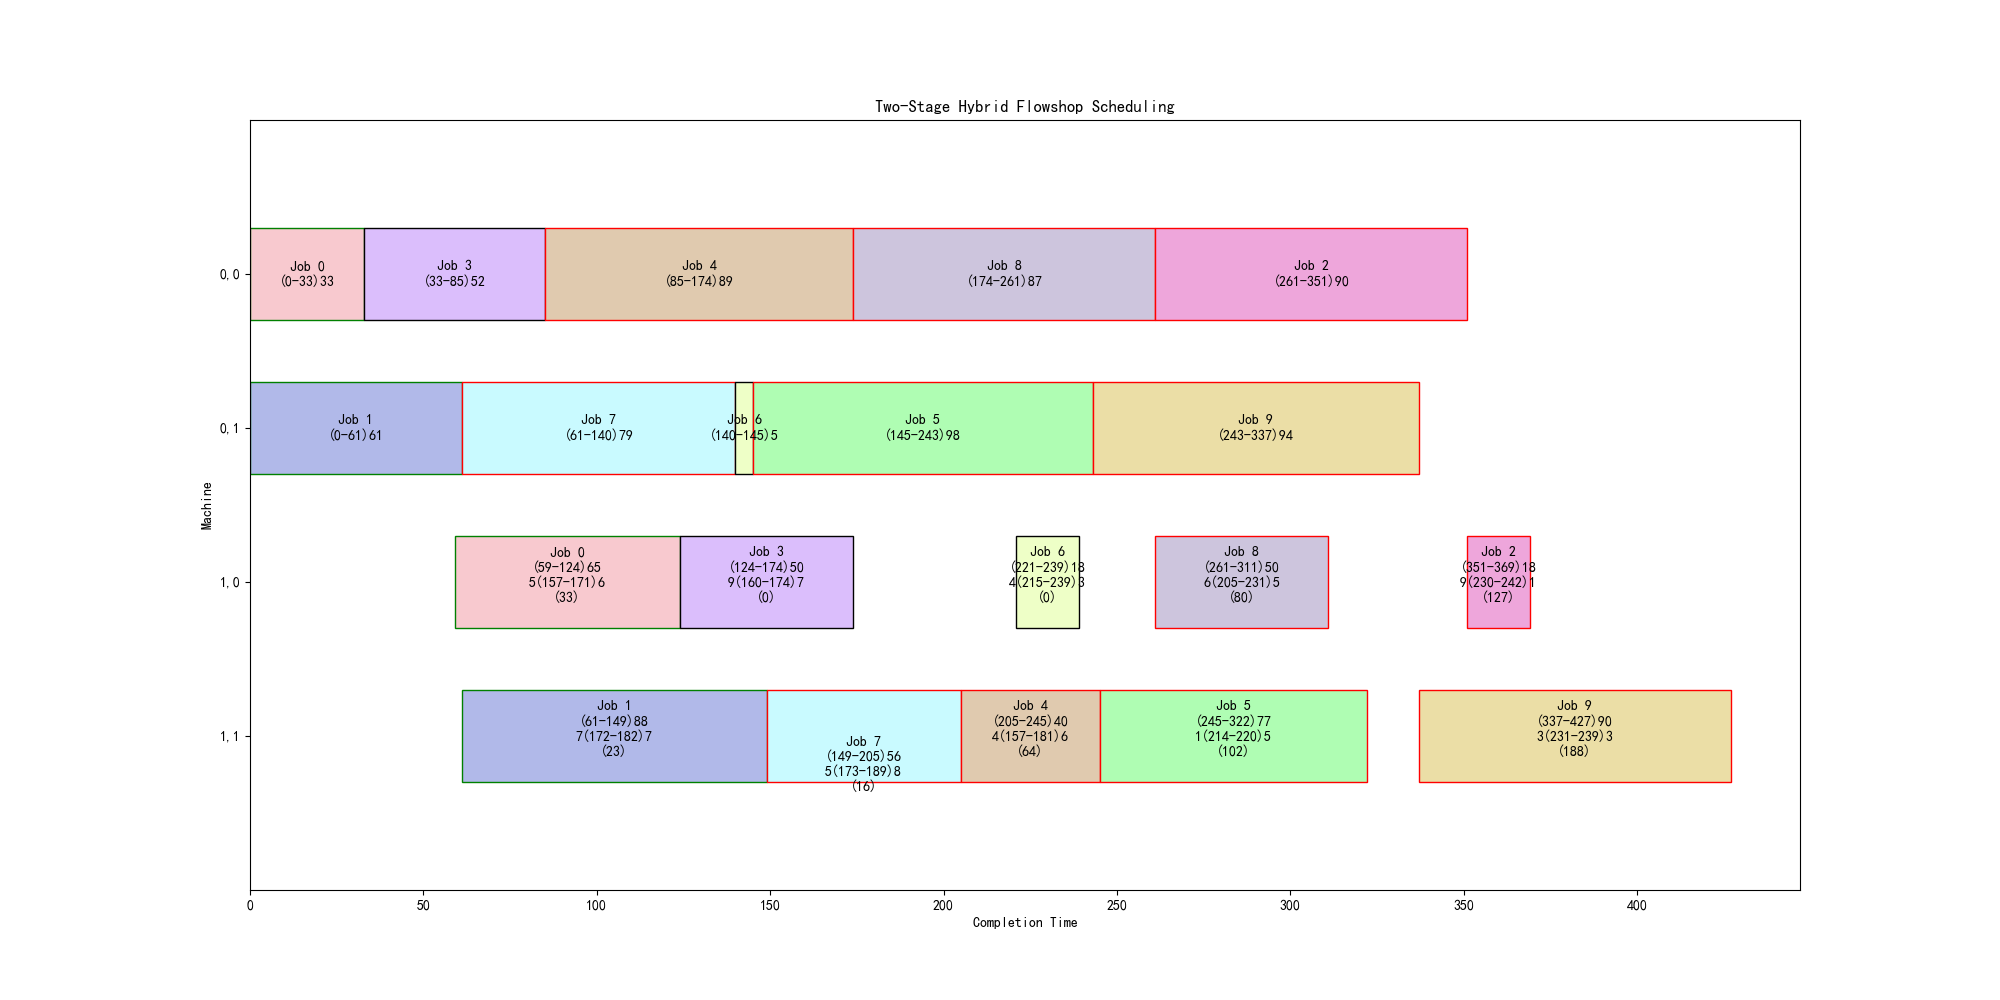 Two-Stage Hybrid Flowshop Scheduling
Machine
0,0
Job 0
(0-33)33
Job 3
(33-85)52
Job 4
(85-174)89
Job 8
(174-261)87
Job 2
(261-351)90
0,1
Job 1
(0-61)61
Job 7
(61-140)79
Job 6
(140-145)5
Job 5
(145-243)98
Job 9
(243-337)94
1,0
Job 0
(59-124)65
5(157-171)6
(33)
Job 3
(124-174)50
9(160-174)7
(0)
Job 6
(221-239)18
4(215-239)3
(0)
Job 8
(261-311)50
6(205-231)5
(80)
Job 2
(351-369)18
9(230-242)1
(127)
1,1
Job 1
(61-149)88
7(172-182)7
(23)
Job 7
(149-205)56
5(173-189)8
(16)
Job 4
(205-245)40
4(157-181)6
(64)
Job 5
(245-322)77
1(214-220)5
(102)
Job 9
(337-427)90
3(231-239)3
(188)
0
50
100
150
200
250
300
350
400
Completion Time